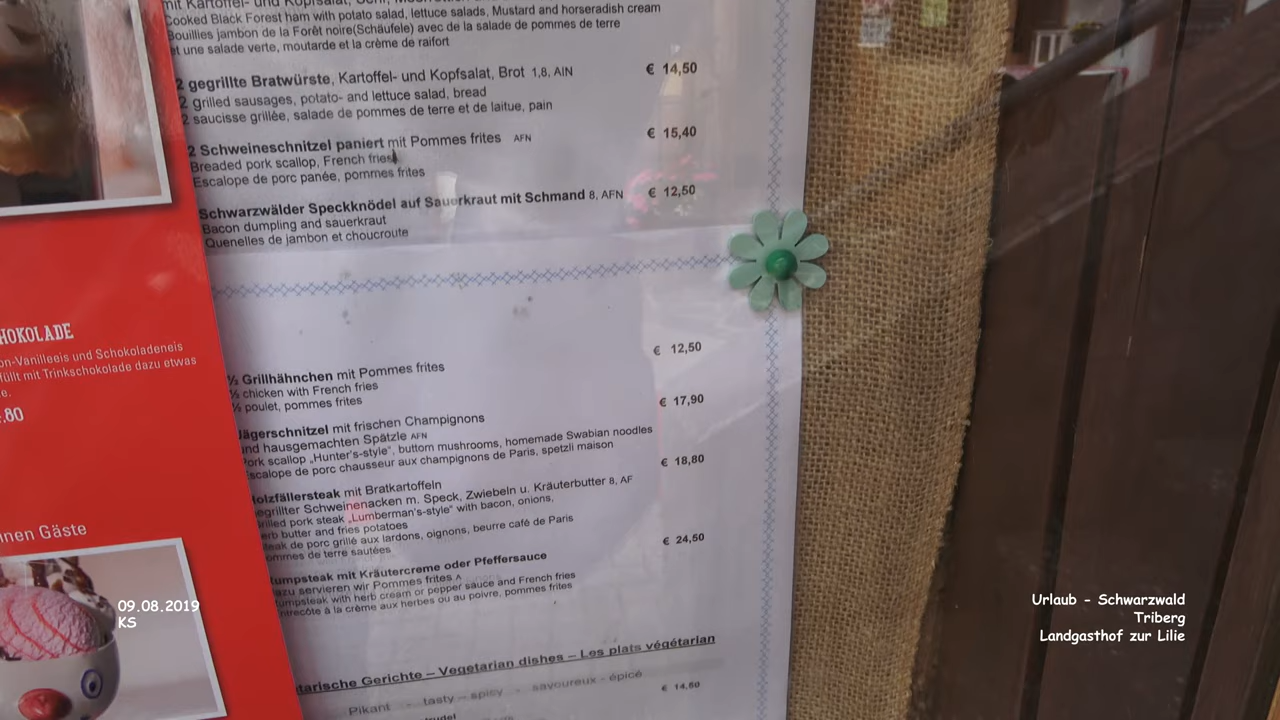 mit Kartoffel- und Kopfsalat, Senf,
Cooked Black Forest ham with potato salad, lettuce salads, Mustard and horseradish cream
Bouillies jambon de la Forêt noire(Schäufele) avec de la salade de pommes de terre
et une salade verte, moutarde et la crème de raifort
2 gegrillte Bratwürste, Kartoffel- und Kopfsalat, Brot 1,8, AIN € 14,50
2 grilled sausages, potato- and lettuce salad, bread
2 saucisse grillée, salade de pommes de terre et de laitue, pain
2 Schweineschnitzel paniert mit Pommes frites AFN € 15,40
Breaded pork scallop, French fries
Escalope de porc panée, pommes frites
Schwarzwälder Speckknödel auf Sauerkraut mit Schmand 8, AFN € 12,50
Bacon dumpling and sauerkraut
Quenelles de jambon et choucroute
½ Grillhähnchen mit Pommes frites € 12,50
½ chicken with French fries
½ poulet, pommes frites
Jägerschnitzel mit frischen Champignons € 17,90
und hausgemachten Spätzle AFN
Pork scallop „Hunter's-style", buttom mushrooms, homemade Swabian noodles
Escalope de porc chausseur aux champignons de Paris, spetzli maison
Holzfällersteak mit Bratkartoffeln € 18,80
gegrillter Schweinenacken m. Speck, Zwiebeln u. Kräuterbutter 8, AF
Grilled pork steak „Lumberman's-style" with bacon, onions,
herb butter and fries potatoes
steak de porc grillé aux lardons, oignons, beurre café de Paris
pommes de terre sautées
Rumpsteak mit Kräutercreme oder Pfeffersauce € 24,50
dazu servieren wir Pommes frites A
Rumpsteak with herb cream or pepper sauce and French fries
Entrecôte à la crème aux herbes ou au poivre, pommes frites
tarische Gerichte – Vegetarian dishes – Les plats végétarian
Pikant - tasty – spicy - savoureux - épicé
€ 14,50
HOKOLADE
on-Vanilleeis und Schokoladeneis
füllt mit Trinkschokolade dazu etwas
e.
.80
inen Gäste
09.08.2019
KS
Urlaub - Schwarzwald
Triberg
Landgasthof zur Lilie